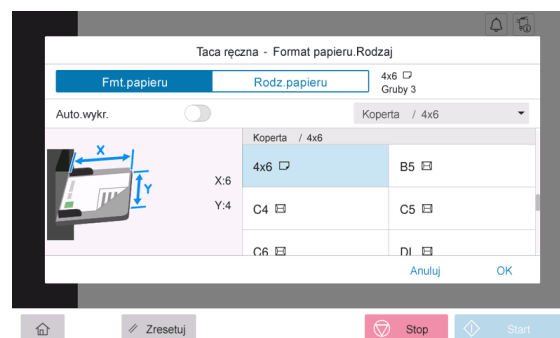 Taca ręczna - Format papieru.Rodzaj
Fmt.papieru
Rodz.papieru
4x6
Gruby 3
Auto.wykr.
Koperta / 4x6
Koperta / 4x6
X
Y
X:6
Y:4
4x6
B5
C4
C5
C6
DL
Anuluj
OK
Zresetuj
Stop
Start